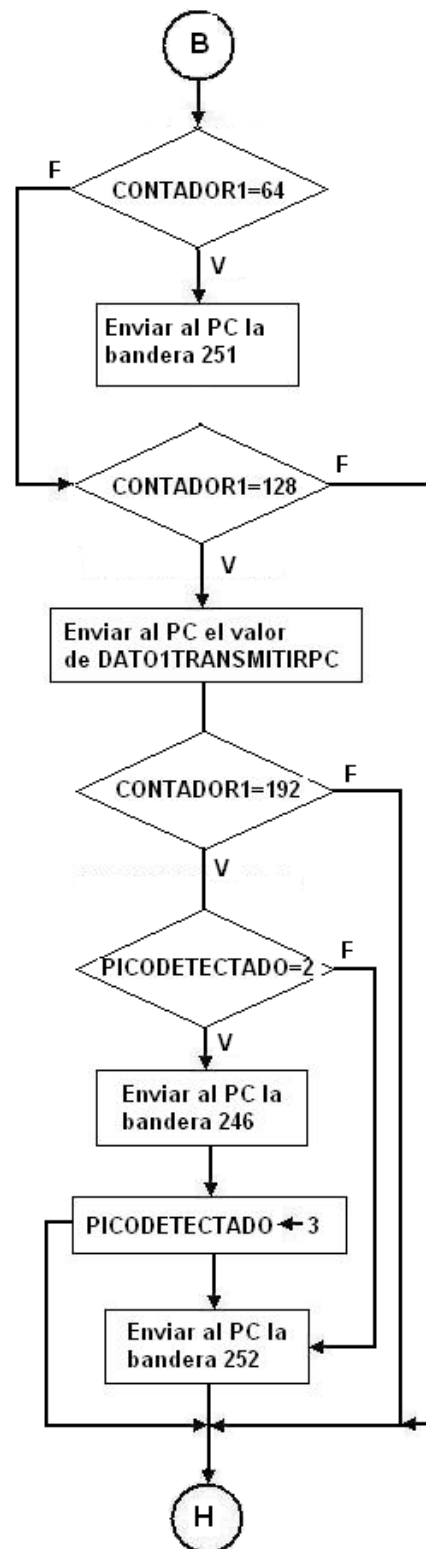 B
F
CONTADOR1=64
V
Enviar al PC la
bandera 251
F
CONTADOR1=128
V
Enviar al PC el valor
de DATO1TRANSMITIRPC
F
CONTADOR1=192
V
F
PICODETECTADO=2
V
Enviar al PC la
bandera 246
PICODETECTADO ← 3
Enviar al PC la
bandera 252
H